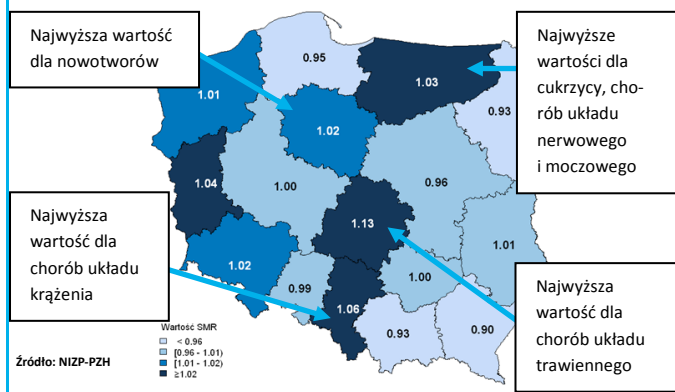 Najwyższa wartość
dla nowotworów
Najwyższe
wartości dla
cukrzycy, cho-
rób układu
nerwowego
i moczowego
0.95
1.03
1.01
0.93
1.02
1.04
1.00
0.96
1.13
Najwyższa
wartość dla
chorób układu
krążenia
1.02
1.01
0.99
1.00
1.06
0.93
0.90
Najwyższa
wartość dla
chorób układu
trawiennego
Wartość SMR
< 0.96
[0.96 - 1.01)
[1.01 - 1.02)
≥1.02
Źródło: NIZP-PZH